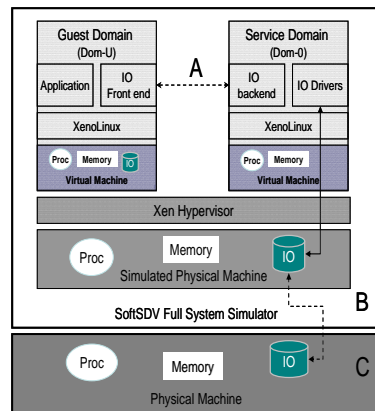 Guest Domain
(Dom-U)
Application
IO
Front end
XenoLinux
Proc
Memory
IO
Virtual Machine
A
Service Domain
(Dom-0)
IO
backend
IO Drivers
XenoLinux
Proc
Memory
Virtual Machine
Xen Hypervisor
Proc
Memory
IO
Simulated Physical Machine
B
SoftSDV Full System Simulator
Proc
Memory
IO
C
Physical Machine